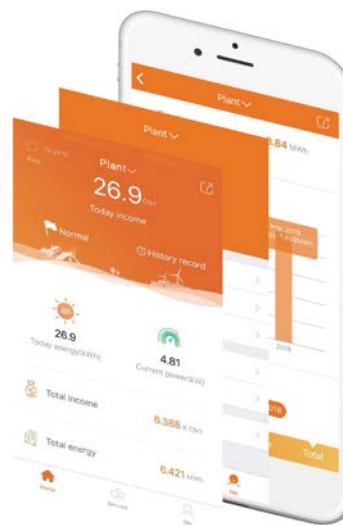 Plant
8.84 MWh
Plant
Plant
26.9 CNY
Today income
Normal
History record
26.9
Today energy(kWh)
4.81
Current power(kW)
Total income
6.388 K CNY
Total energy
6.421 MWh
Home
Service
Me
2018
Total
Me